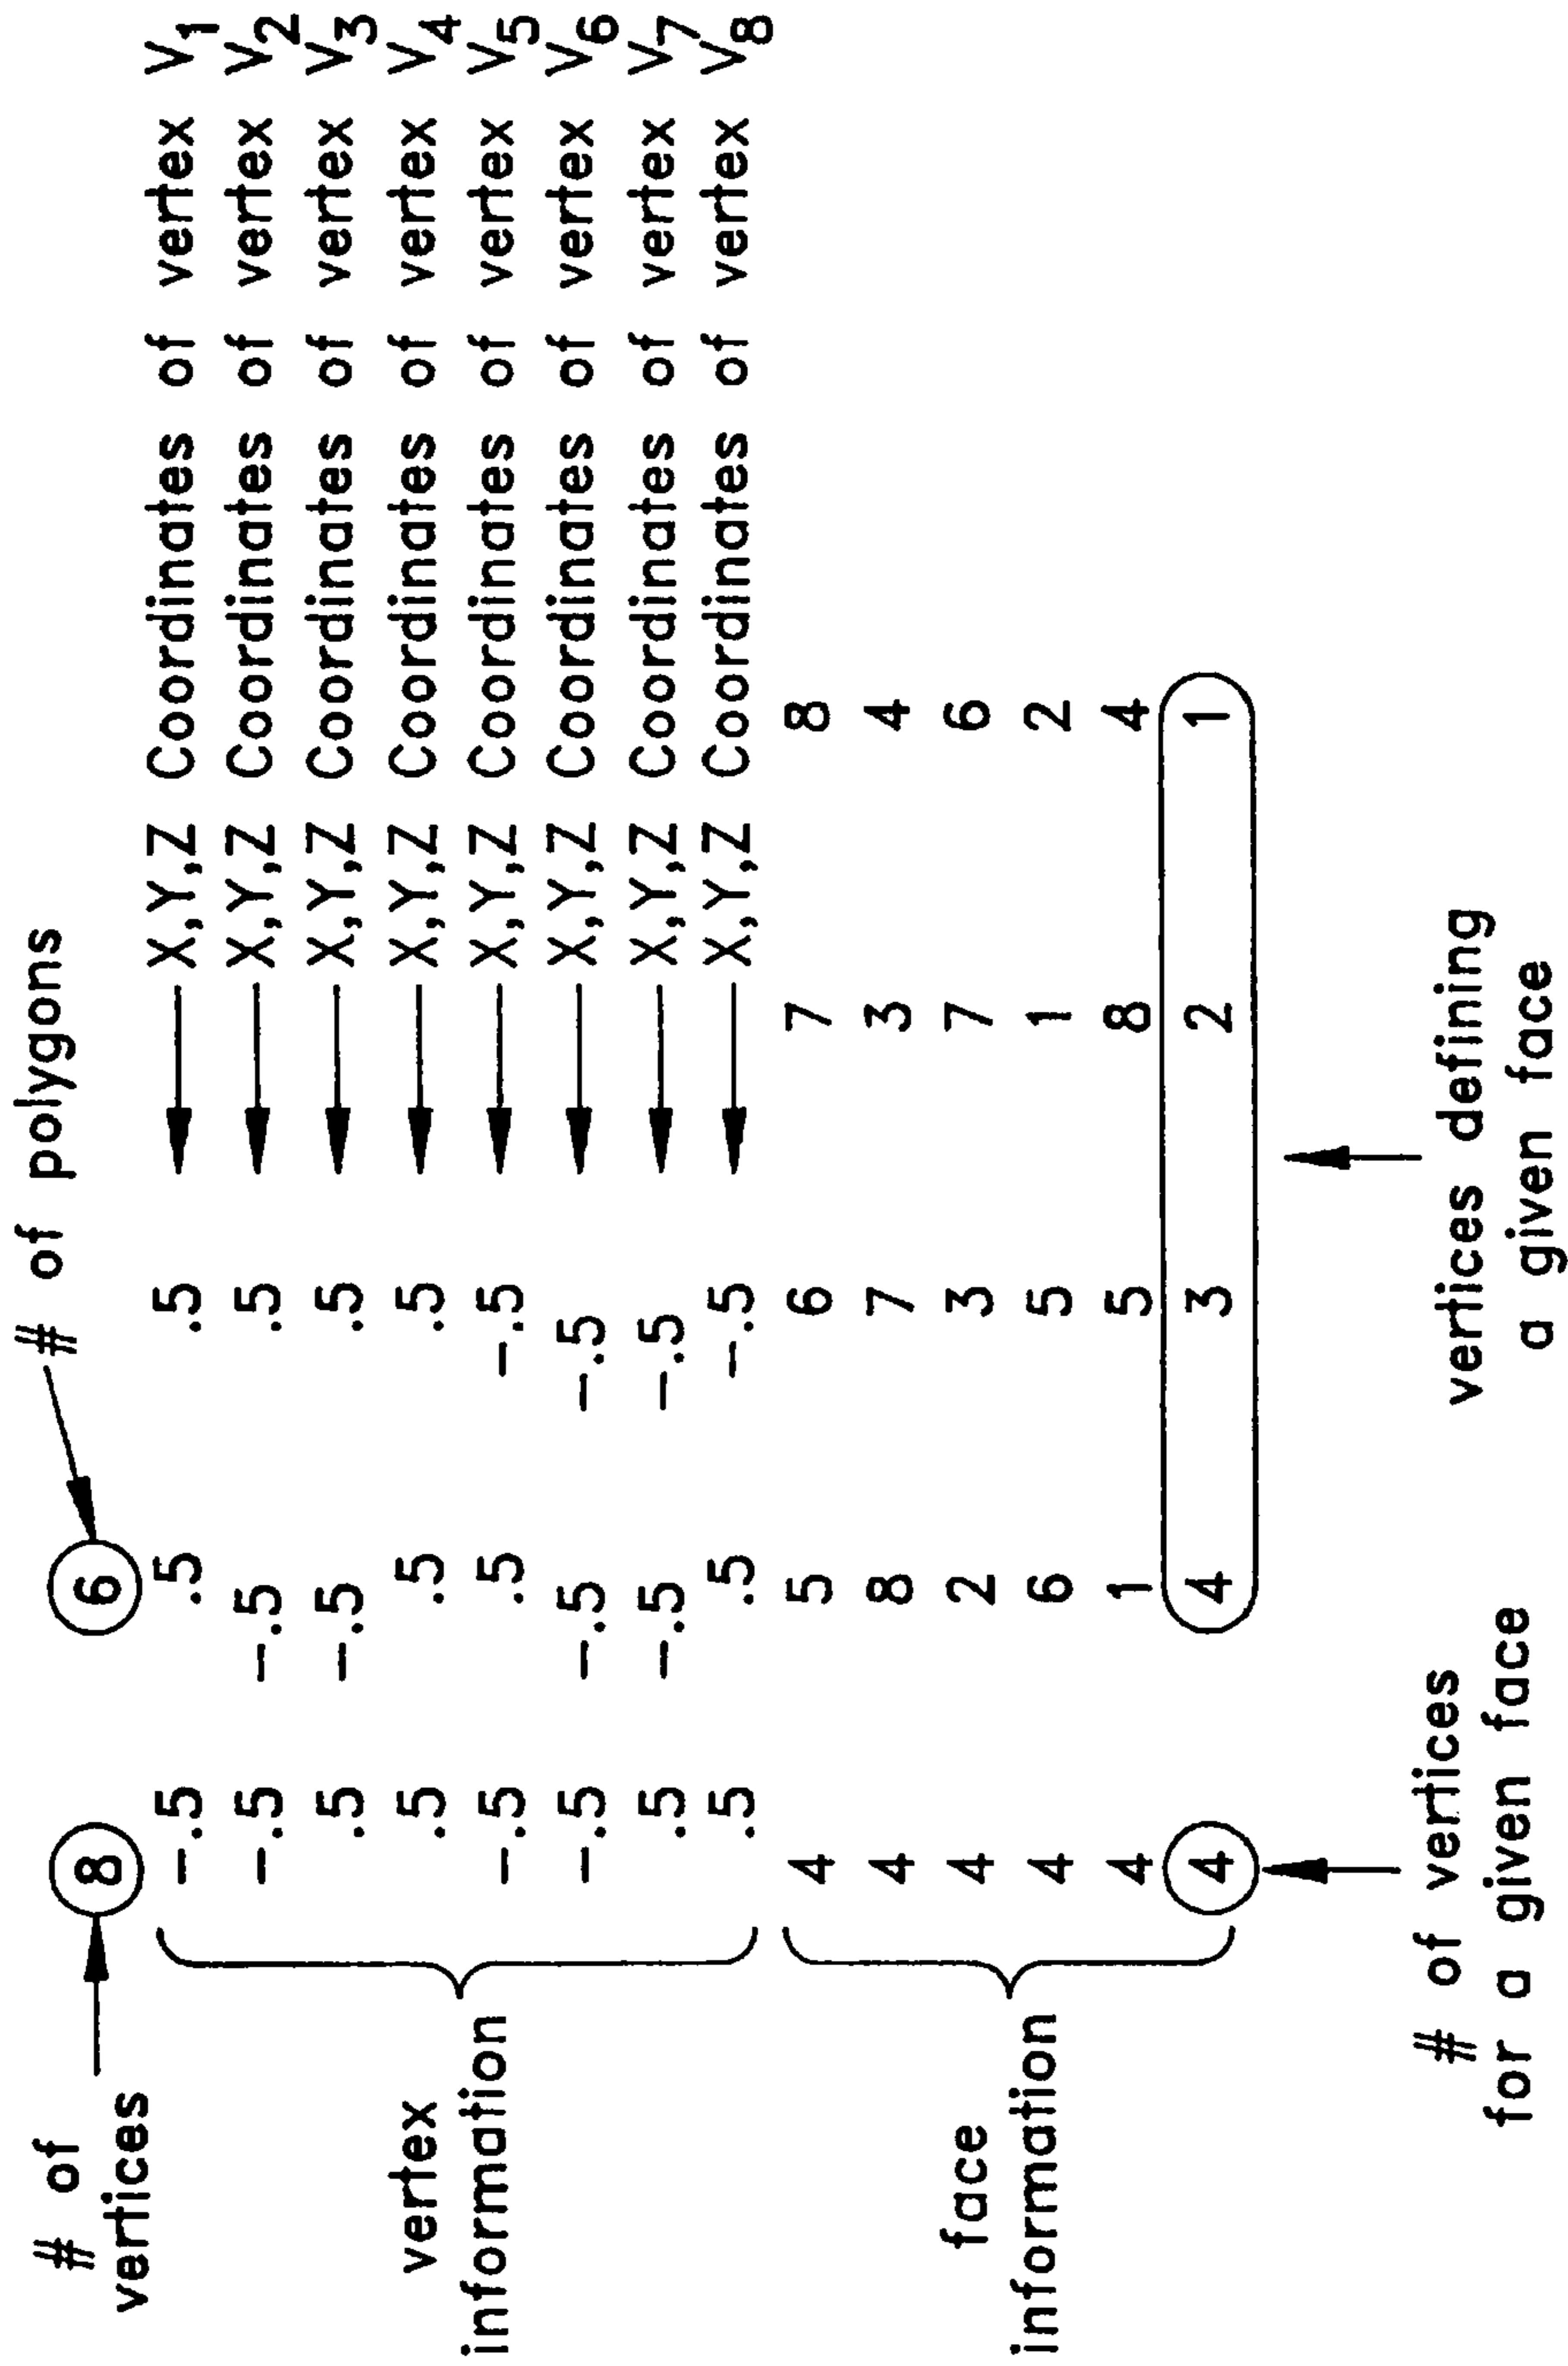 # of polygons
# of
vertices
8 6
-.5 .5 .5 X,Y,Z Coordinates of vertex V1
-.5 -.5 .5 X,Y,Z Coordinates of vertex V2
.5 -.5 .5 X,Y,Z Coordinates of vertex V3
.5 .5 .5 X,Y,Z Coordinates of vertex V4
-.5 .5 -.5 X,Y,Z Coordinates of vertex V5
-.5 -.5 -.5 X,Y,Z Coordinates of vertex V6
.5 -.5 -.5 X,Y,Z Coordinates of vertex V7
.5 .5 -.5 X,Y,Z Coordinates of vertex V8
vertex
information
4 5 6 7 8
4 8 7 3 4
4 2 3 7 6
4 6 5 1 2
4 1 5 8 4
4 4 3 2 1
face
information
# of vertices
for a given face
vertices defining
a given face